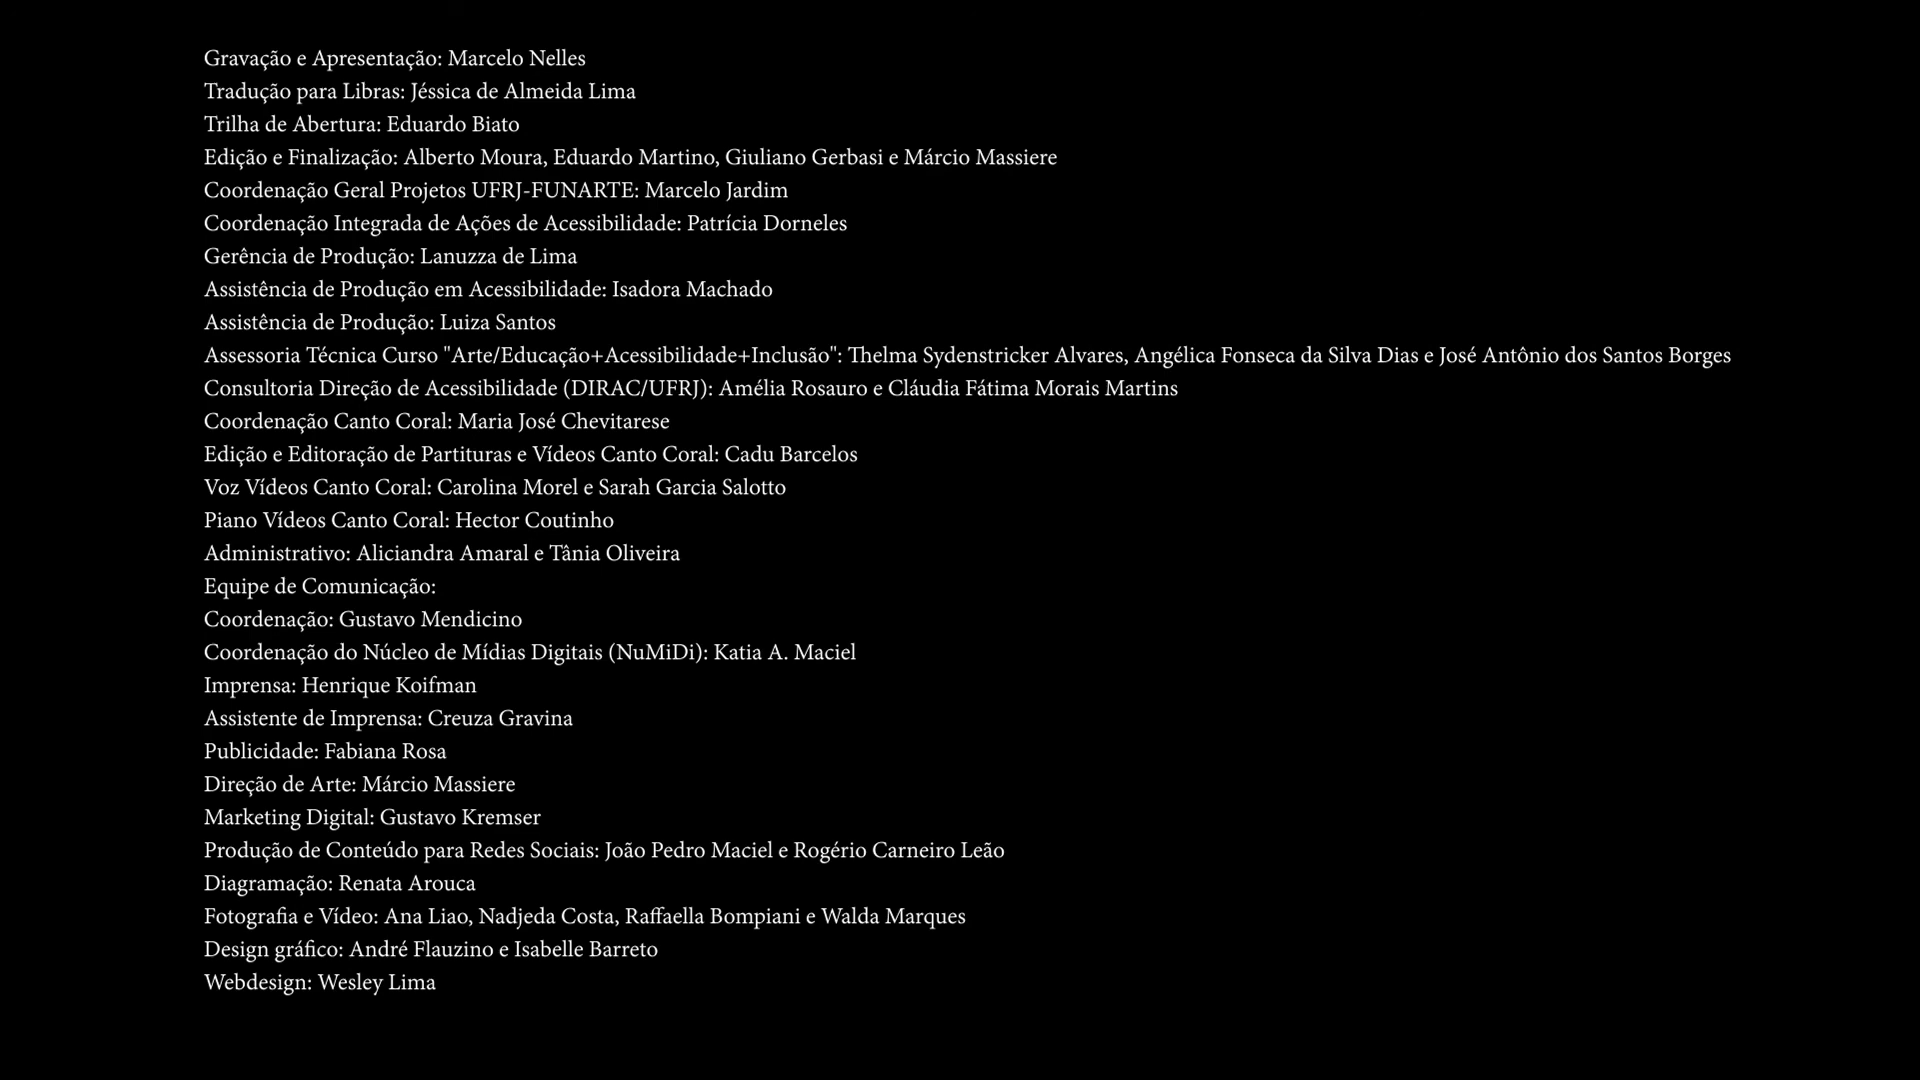 Gravação e Apresentação: Marcelo Nelles
Tradução para Libras: Jéssica de Almeida Lima
Trilha de Abertura: Eduardo Biato
Edição e Finalização: Alberto Moura, Eduardo Martino, Giuliano Gerbasi e Márcio Massiere
Coordenação Geral Projetos UFRJ-FUNARTE: Marcelo Jardim
Coordenação Integrada de Ações de Acessibilidade: Patrícia Dorneles
Gerência de Produção: Lanuzza de Lima
Assistência de Produção em Acessibilidade: Isadora Machado
Assistência de Produção: Luiza Santos
Assessoria Técnica Curso "Arte/Educação+Acessibilidade+Inclusão": Thelma Sydenstricker Alvares, Angélica Fonseca da Silva Dias e José Antônio dos Santos Borges
Consultoria Direção de Acessibilidade (DIRAC/UFRJ): Amélia Rosauro e Cláudia Fátima Morais Martins
Coordenação Canto Coral: Maria José Chevitarese
Edição e Editoração de Partituras e Vídeos Canto Coral: Cadu Barcelos
Voz Vídeos Canto Coral: Carolina Morel e Sarah Garcia Salotto
Piano Vídeos Canto Coral: Hector Coutinho
Administrativo: Aliciandra Amaral e Tânia Oliveira
Equipe de Comunicação:
Coordenação: Gustavo Mendicino
Coordenação do Núcleo de Mídias Digitais (NuMiDi): Katia A. Maciel
Imprensa: Henrique Koifman
Assistente de Imprensa: Creuza Gravina
Publicidade: Fabiana Rosa
Direção de Arte: Márcio Massiere
Marketing Digital: Gustavo Kremser
Produção de Conteúdo para Redes Sociais: João Pedro Maciel e Rogério Carneiro Leão
Diagramação: Renata Arouca
Fotografia e Vídeo: Ana Liao, Nadjeda Costa, Raffaella Bompiani e Walda Marques
Design gráfico: André Flauzino e Isabelle Barreto
Webdesign: Wesley Lima